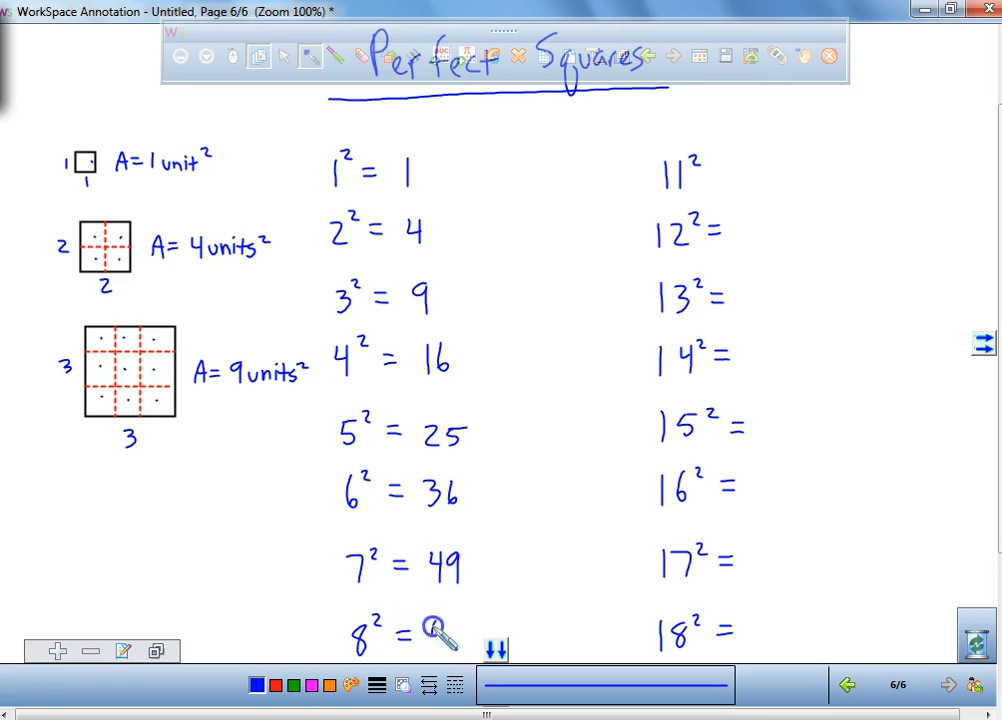 WorkSpace Annotation - Untitled, Page 6/6 (Zoom 100%) *
Perfect Squares
1
1
A = 1 unit²
2
2
A = 4 units²
3
3
A = 9 units²
1² = 1
2² = 4
3² = 9
4² = 16
5² = 25
6² = 36
7² = 49
8² =
11²
12² =
13² =
14² =
15² =
16² =
17² =
18² =
6/6